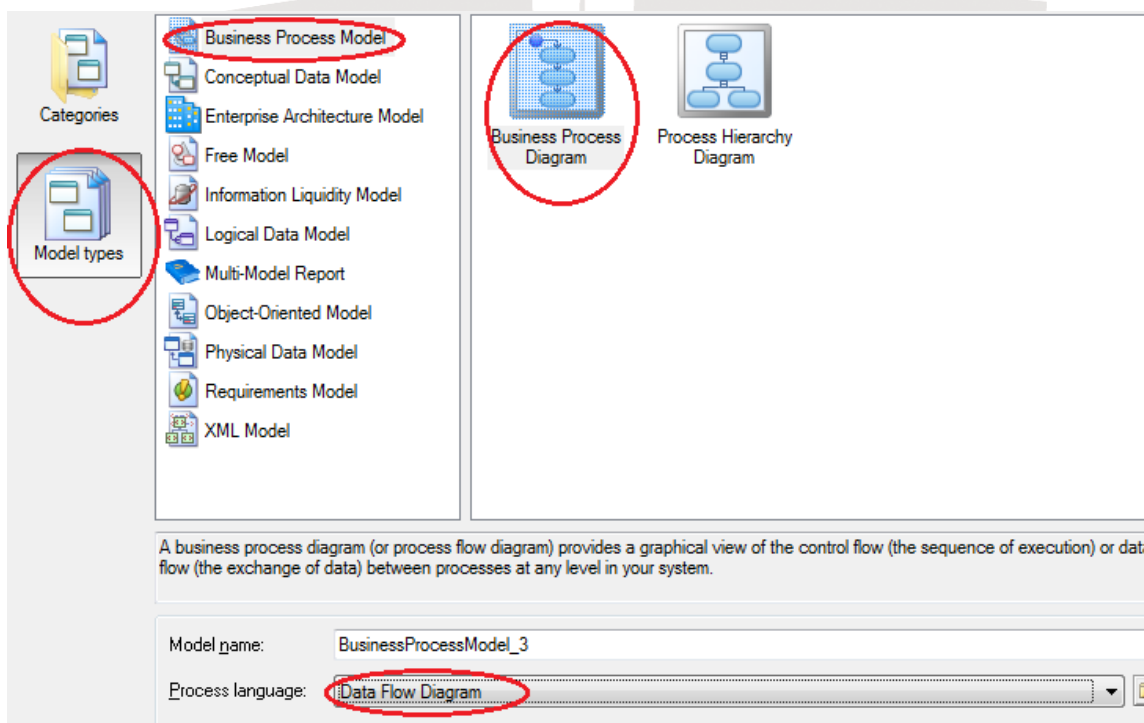 Categories
Model types
Business Process Model
Conceptual Data Model
Enterprise Architecture Model
Free Model
Information Liquidity Model
Logical Data Model
Multi-Model Report
Object-Oriented Model
Physical Data Model
Requirements Model
XML Model
Business Process
Diagram
Process Hierarchy
Diagram
A business process diagram (or process flow diagram) provides a graphical view of the control flow (the sequence of execution) or data
flow (the exchange of data) between processes at any level in your system.
Model name: BusinessProcessModel_3
Process language: Data Flow Diagram